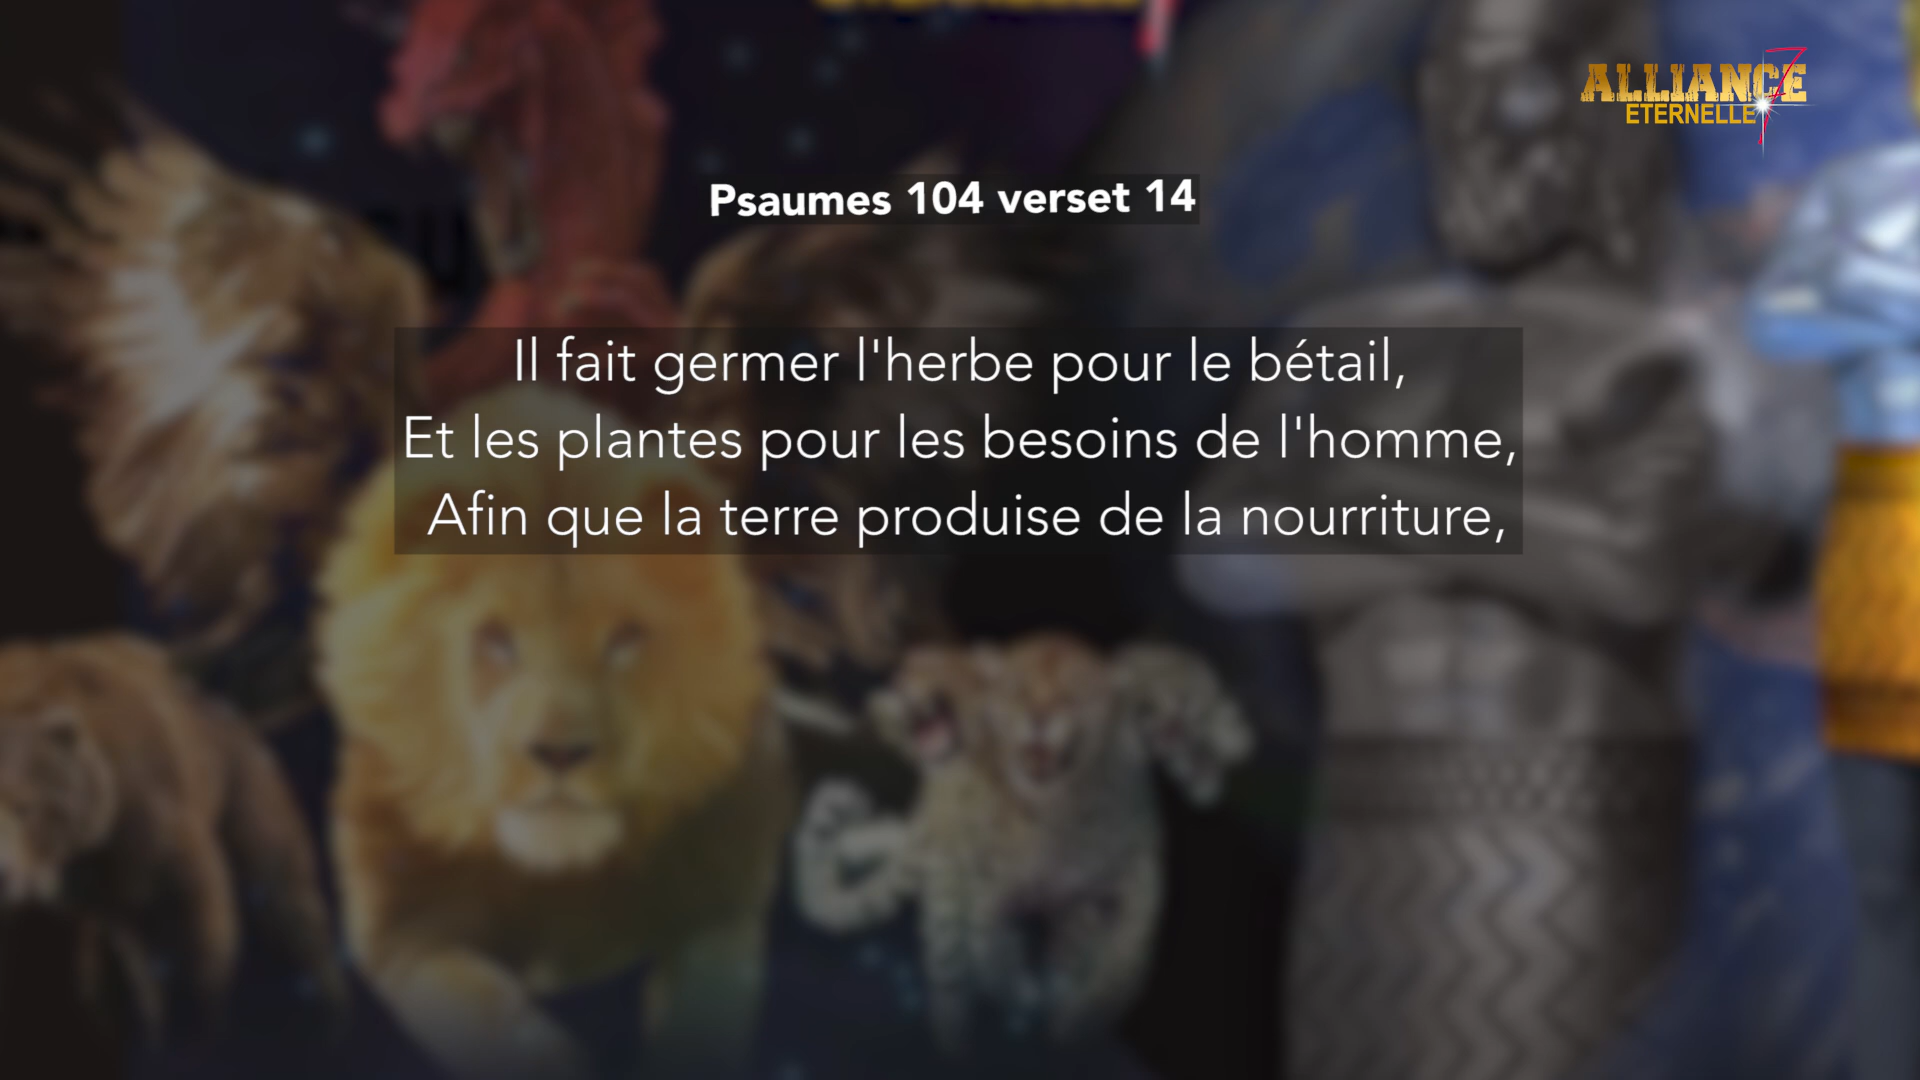 ALLIANCE
ETERNELLE
Psaumes 104 verset 14
Il fait germer l'herbe pour le bétail,
Et les plantes pour les besoins de l'homme,
Afin que la terre produise de la nourriture,